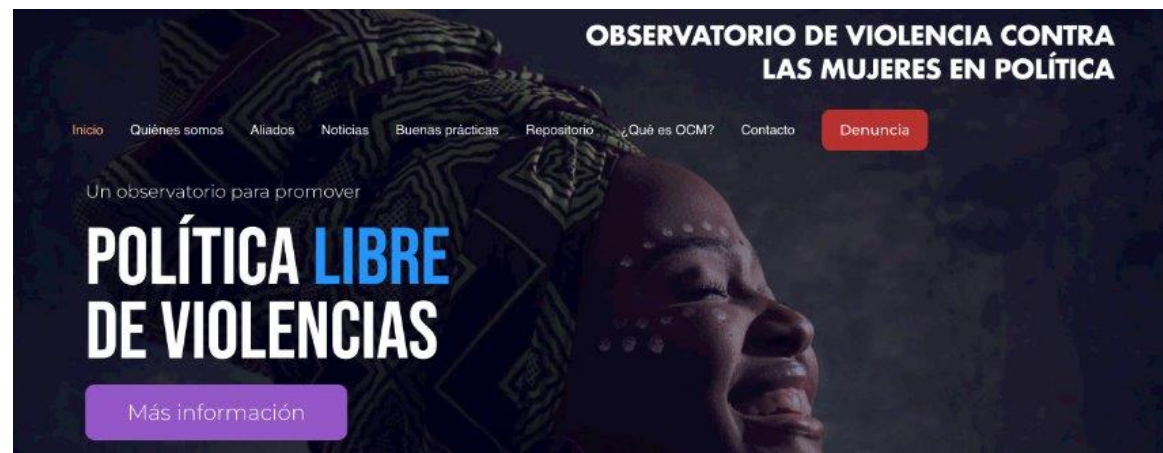 OBSERVATORIO DE VIOLENCIA CONTRA
LAS MUJERES EN POLÍTICA
Inicio Quiénes somos Aliados Noticias Buenas prácticas Repositorio ¿Qué es OCM? Contacto Denuncia
Un observatorio para promover
POLÍTICA LIBRE
DE VIOLENCIAS
Más información